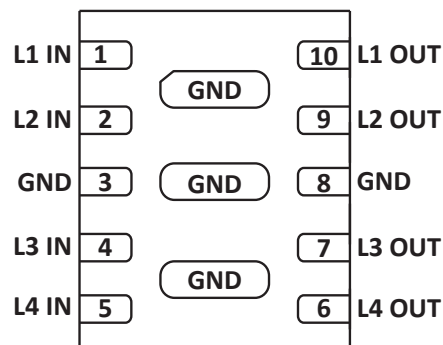 L1 IN 1 10 L1 OUT
GND
L2 IN 2 9 L2 OUT
GND 3 GND 8 GND
L3 IN 4 7 L3 OUT
GND
L4 IN 5 6 L4 OUT